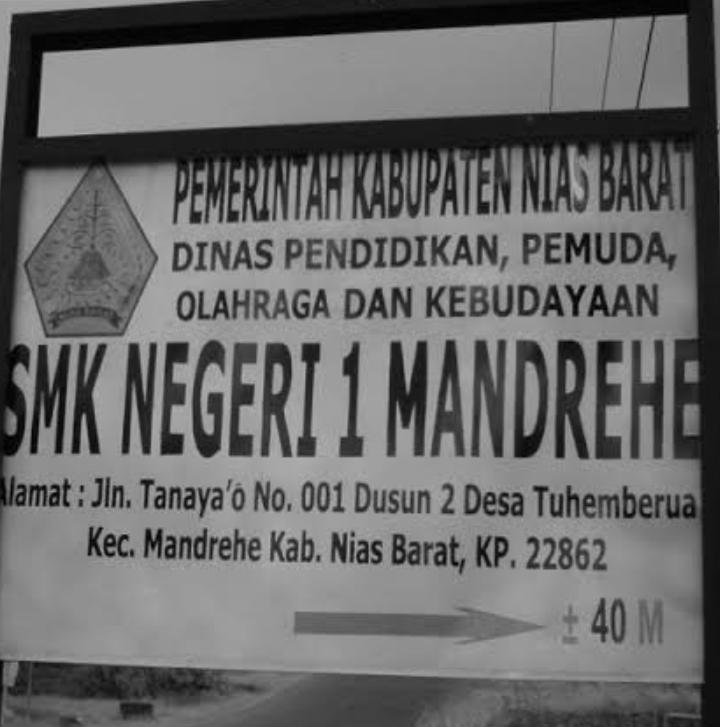 PEMERINTAH KABUPATEN NIAS BARAT
DINAS PENDIDIKAN, PEMUDA,
OLAHRAGA DAN KEBUDAYAAN
SMK NEGERI 1 MANDREHE
Alamat : Jln. Tanaya'ö No. 001 Dusun 2 Desa Tuhemberua
Kec. Mandrehe Kab. Nias Barat, KP. 22862
± 40 M